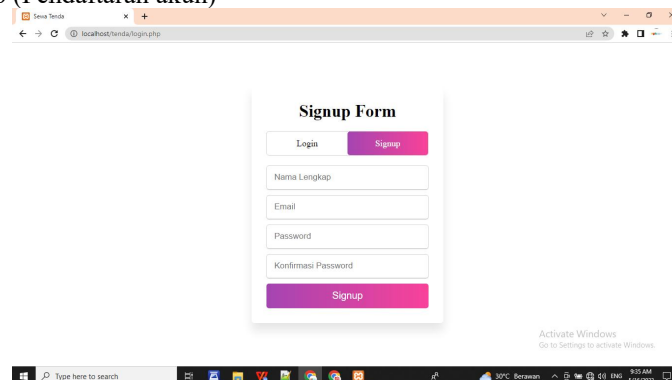 (Pendaftaran akun)
Sewa Tenda
localhost/tenda/login.php
Signup Form
Login Signup
Nama Lengkap
Email
Password
Konfirmasi Password
Signup
Activate Windows
Go to Settings to activate Windows.
Type here to search
30°C Berawan
ENG
9:35 AM